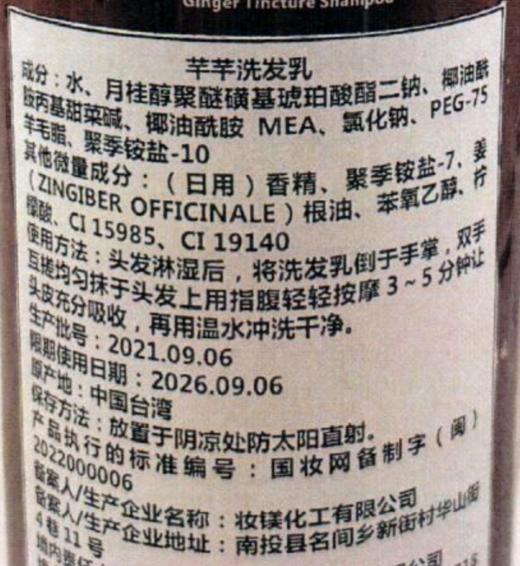 Ginger Tincture Shampoo
芊芊洗发乳
成分：水、月桂醇聚醚磺基琥珀酸酯二钠、椰油酰
胺丙基甜菜碱、椰油酰胺 MEA、氯化钠、PEG-75
羊毛脂、聚季铵盐-10
其他微量成分：（日用）香精、聚季铵盐-7、姜
（ZINGIBER OFFICINALE）根油、苯氧乙醇、柠
檬酸、CI 15985、CI 19140
使用方法：头发淋湿后，将洗发乳倒于手掌，双手
互搓均匀抹于头发上用指腹轻轻按摩 3～5 分钟让
头皮充分吸收，再用温水冲洗干净。
生产批号：2021.09.06
限期使用日期：2026.09.06
原产地：中国台湾
保存方法：放置于阴凉处防太阳直射。
产品执行的标准编号：国妆网备制字（闽）
2022000006
备案人/生产企业名称：妆镁化工有限公司
备案人/生产企业地址：南投县名间乡新街村华山街
4 巷 11 号
境内责任
公司